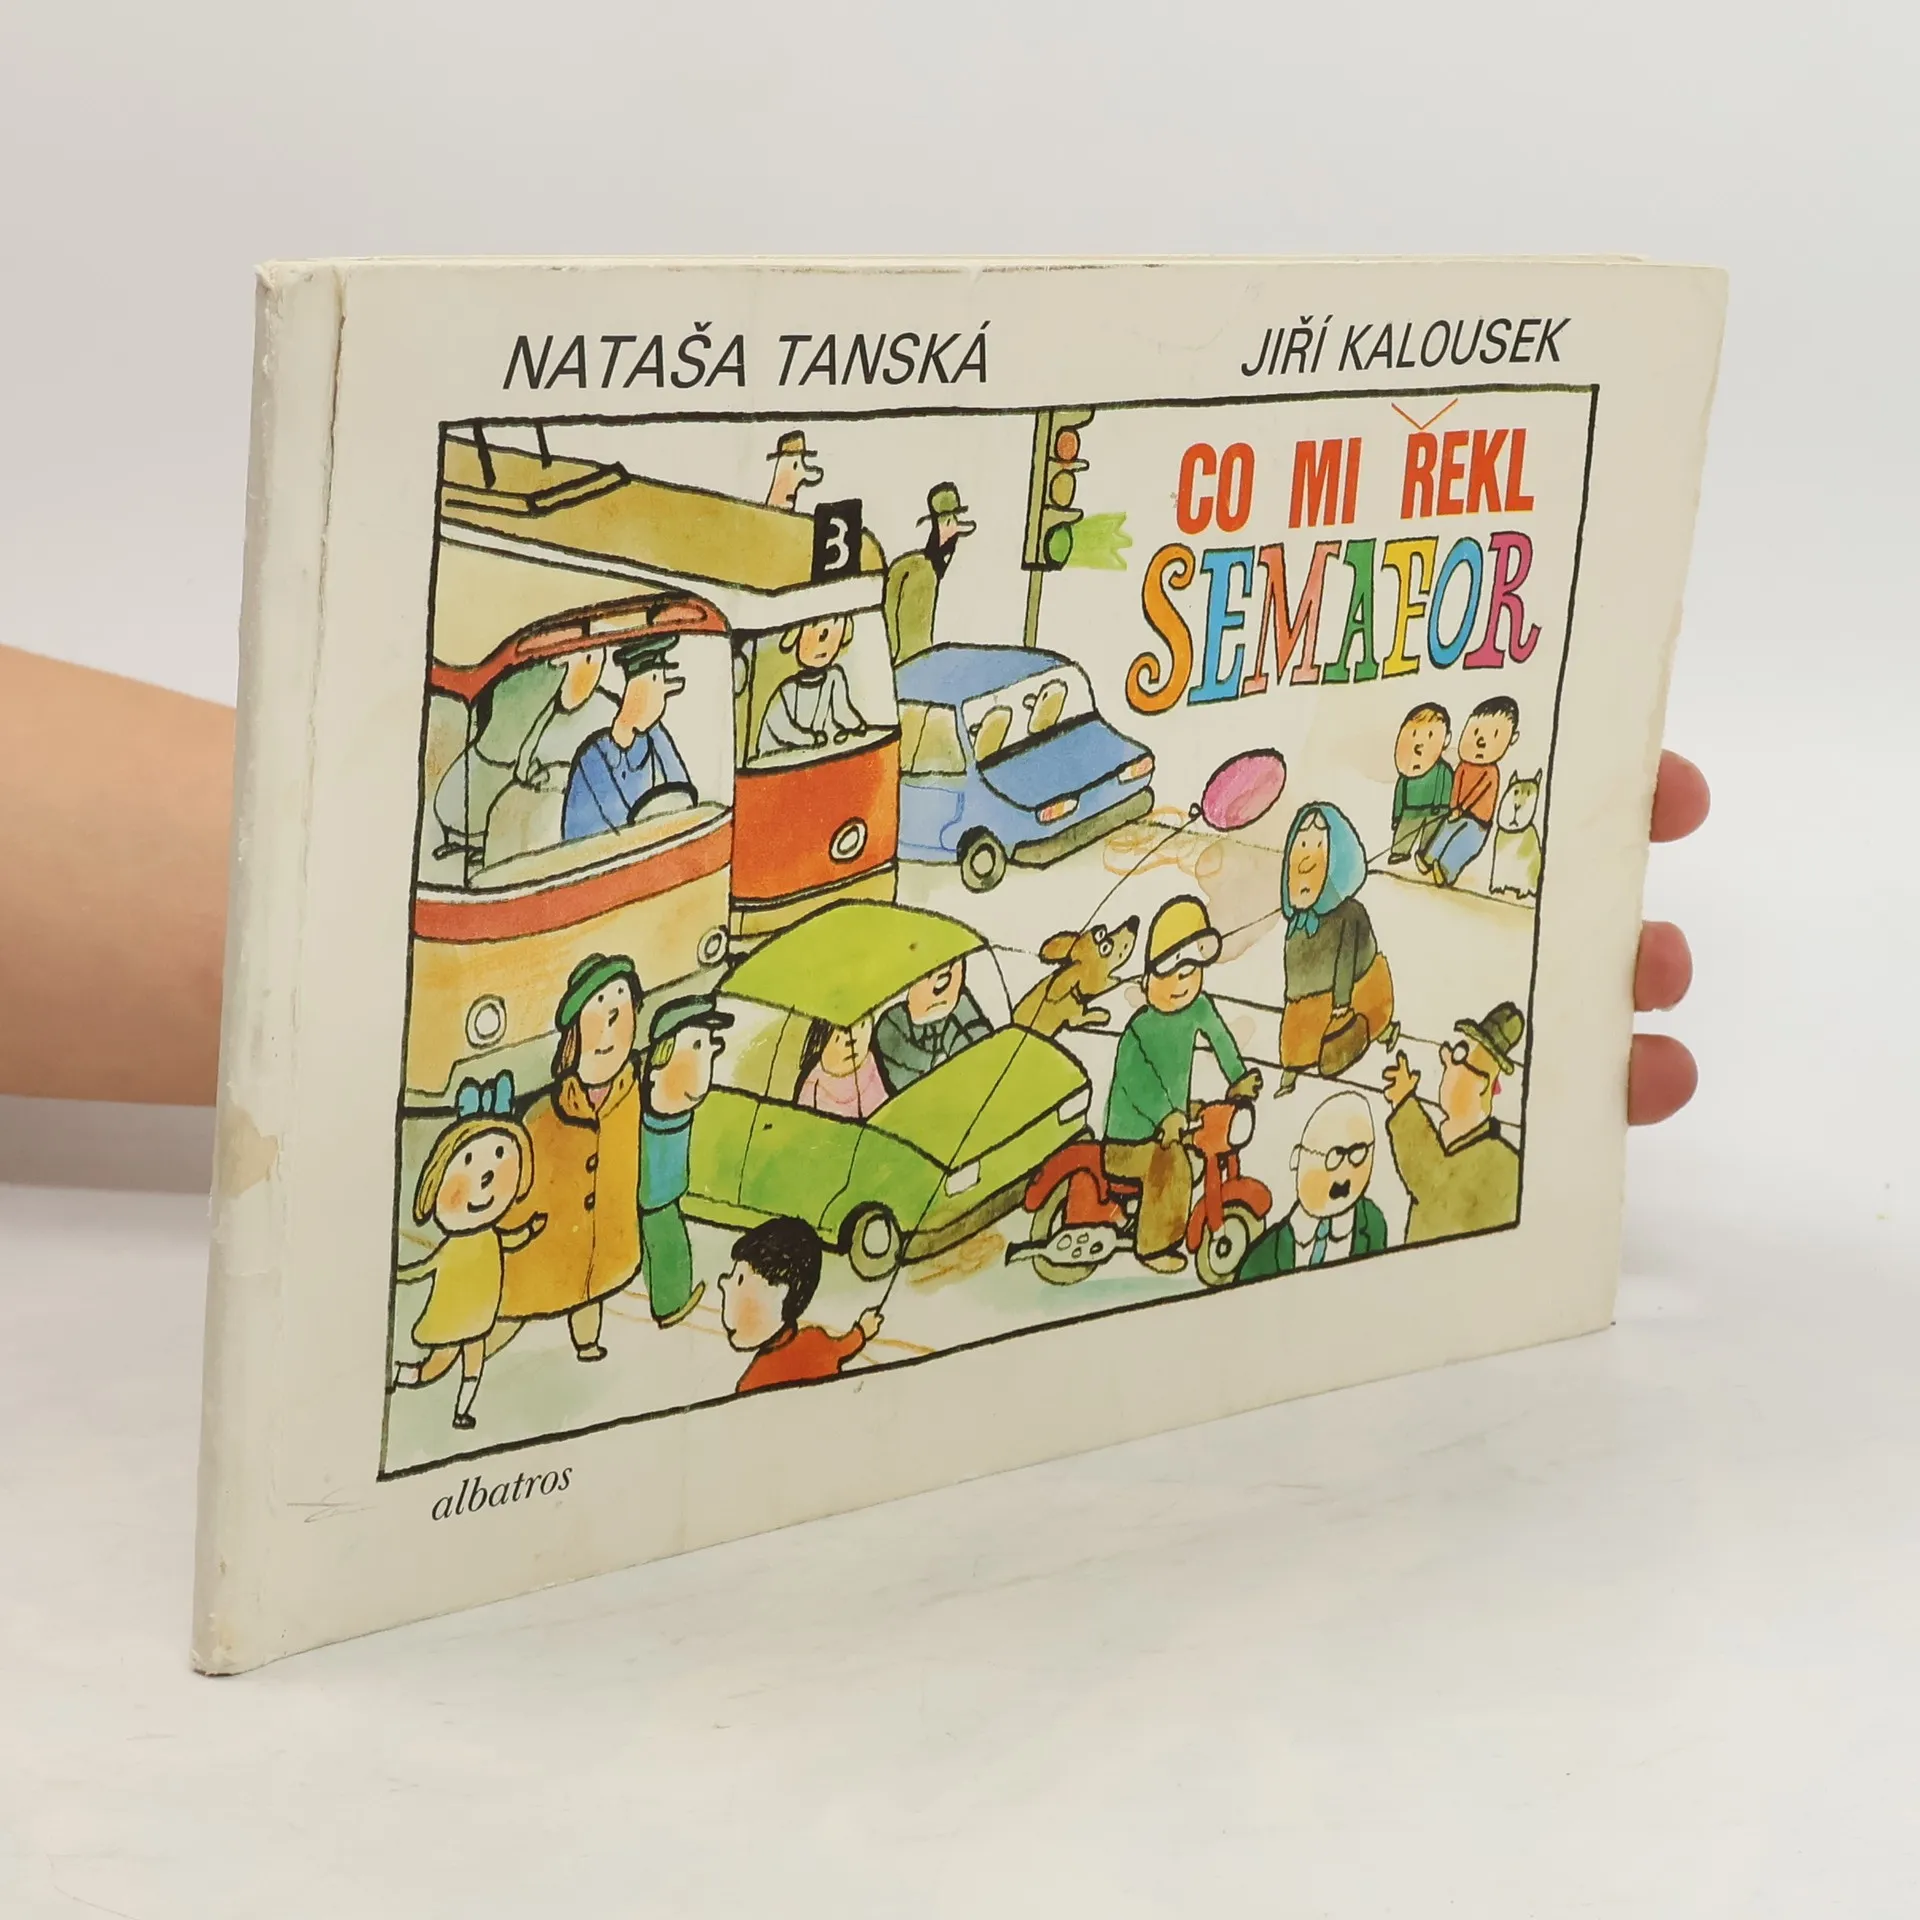 NATAŠA TANSKÁ
JIŘÍ KALOUSEK
CO MI ŘEKL
SEMAFOR
3
albatros